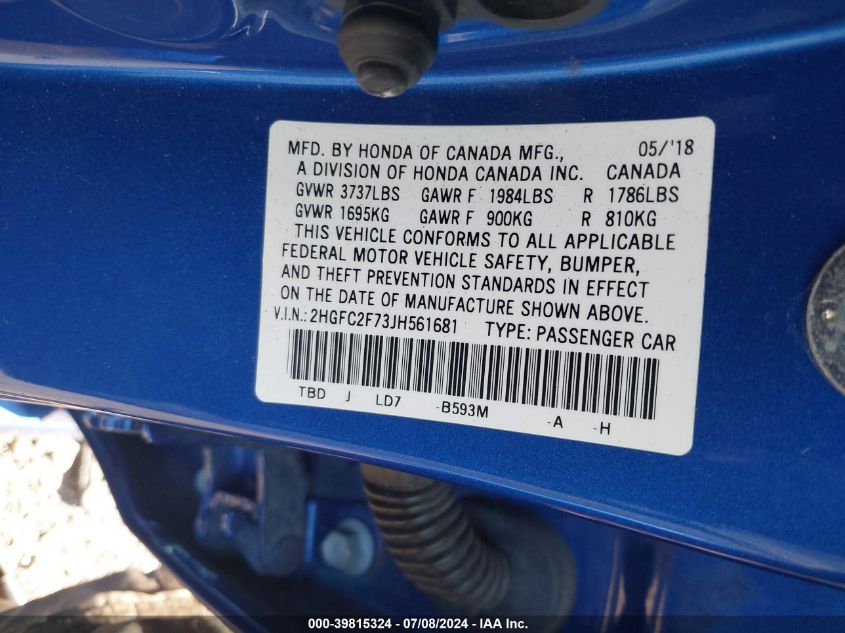 MFD. BY HONDA OF CANADA MFG., 05/'18
A DIVISION OF HONDA CANADA INC. CANADA
GVWR 3737LBS GAWR F 1984LBS R 1786LBS
GVWR 1695KG GAWR F 900KG R 810KG
THIS VEHICLE CONFORMS TO ALL APPLICABLE
FEDERAL MOTOR VEHICLE SAFETY, BUMPER,
AND THEFT PREVENTION STANDARDS IN EFFECT
ON THE DATE OF MANUFACTURE SHOWN ABOVE.
V.I.N.: 2HGFC2F73JH561681 TYPE: PASSENGER CAR
TBD J LD7 -B593M -A -H
000-39815324 | 07/08/2024 - IAA Inc.